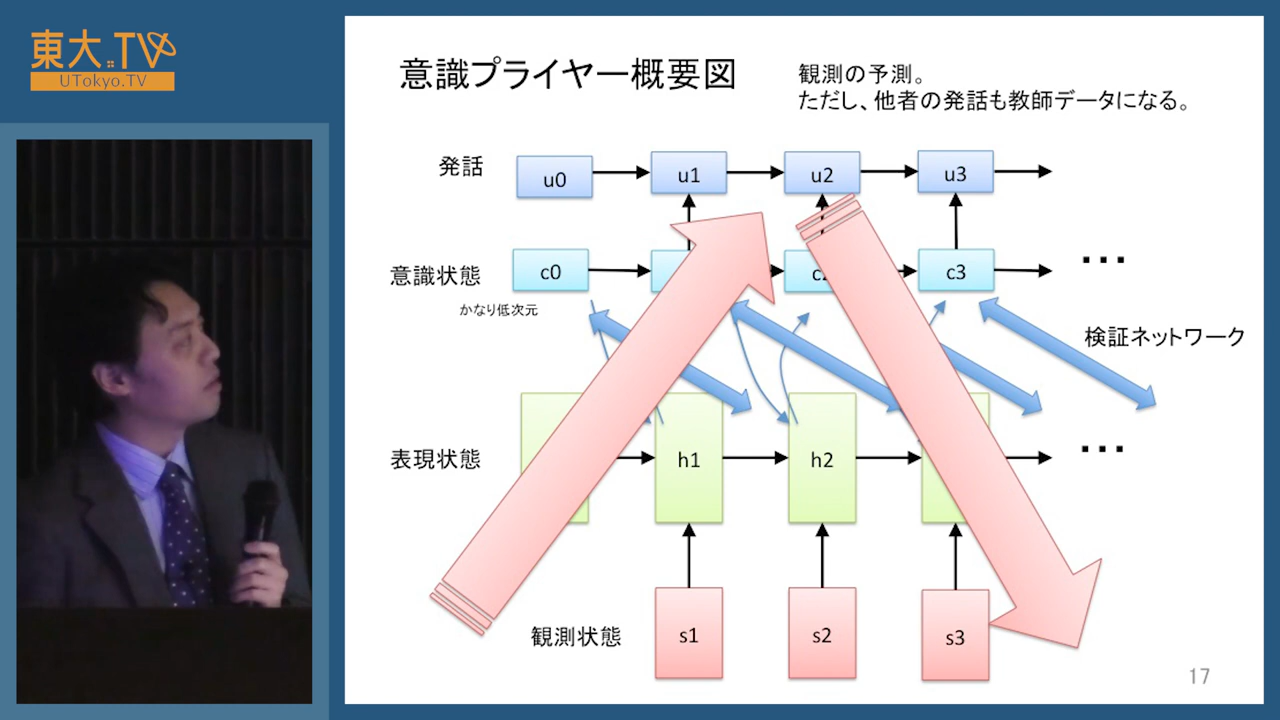 東大.TV
UTokyo.TV
意識プライヤー概要図
観測の予測。
ただし、他者の発話も教師データになる。
発話
u0
u1
u2
u3
意識状態
c0
c3
...
かなり低次元
検証ネットワーク
表現状態
h1
h2
...
観測状態
s1
s2
s3
17